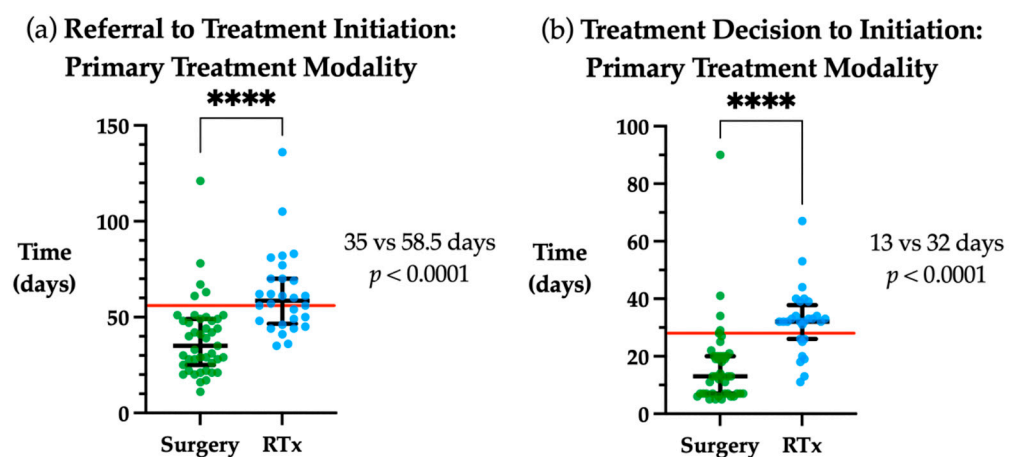 (a) Referral to Treatment Initiation:
Primary Treatment Modality
****
150
100
50
0
Time
(days)
35 vs 58.5 days
p < 0.0001
Surgery
RTx
(b) Treatment Decision to Initiation:
Primary Treatment Modality
****
100
80
60
40
20
0
Time
(days)
13 vs 32 days
p < 0.0001
Surgery
RTx